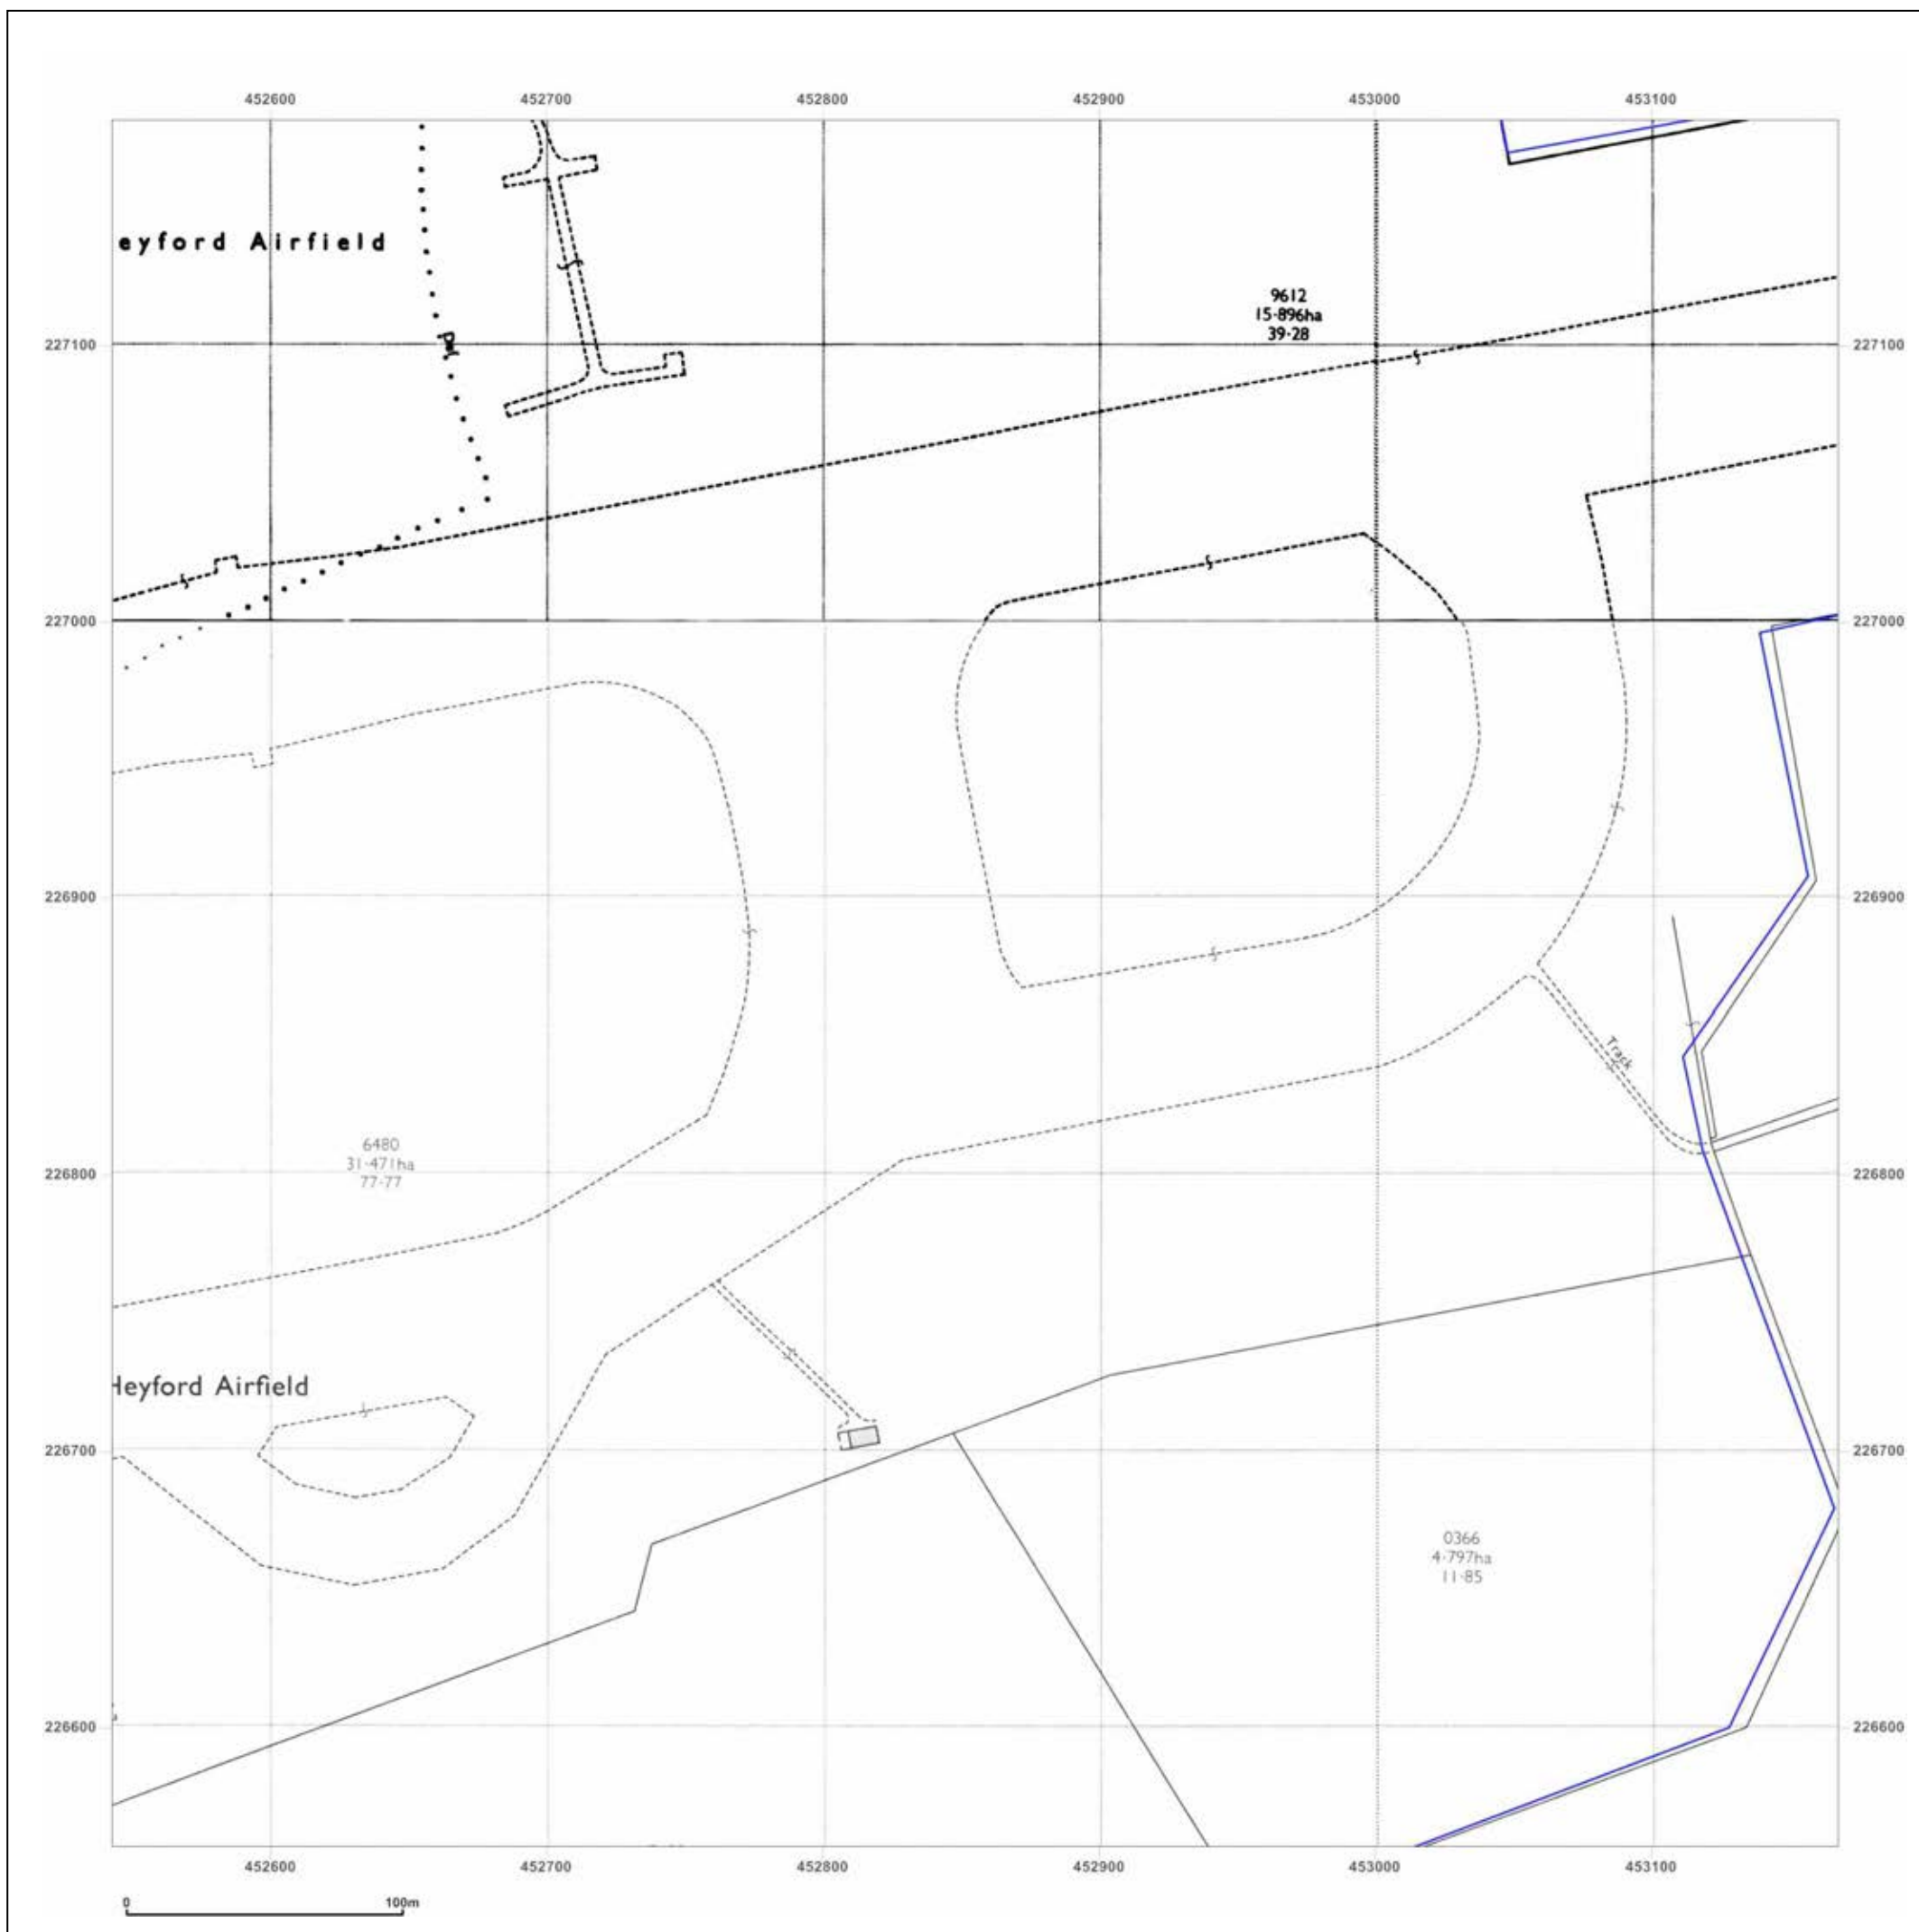 452600 452700 452800 452900 453000 453100
eyford Airfield
9612
15·896ha
39·28
227100 227100
227000 227000
226900 226900
Track
6480
31·471ha
77·77
226800 226800
Heyford Airfield
226700 226700
0366
4·797ha
11·85
226600 226600
452600 452700 452800 452900 453000 453100
0 100m